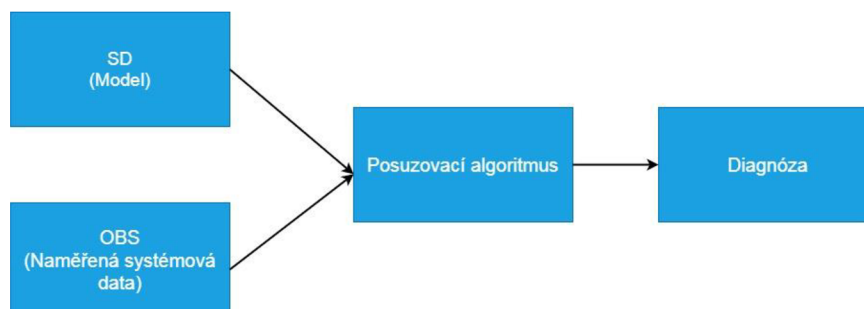 SD
(Model)
OBS
(Naměřená systémová
data)
Posuzovací algoritmus
Diagnóza